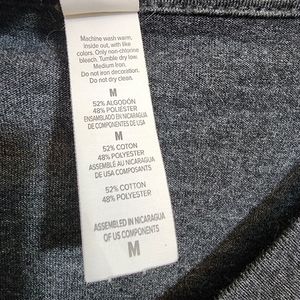 Machine wash warm,
inside out, with like
colors. Only non-chlorine
bleach. Tumble dry low.
Medium Iron.
Do not iron decoration.
Do not dry clean.
M
52% ALGODÓN
48% POLIÉSTER
ENSAMBLADO EN NICARAGUA
DE COMPONENTES DE USA
M
52% COTON
48% POLYESTER
ASSEMBLÉ AU NICARAGUA
DE USA COMPOSANTS
52% COTTON
48% POLYESTER
ASSEMBLED IN NICARAGUA
OF US COMPONENTS
M